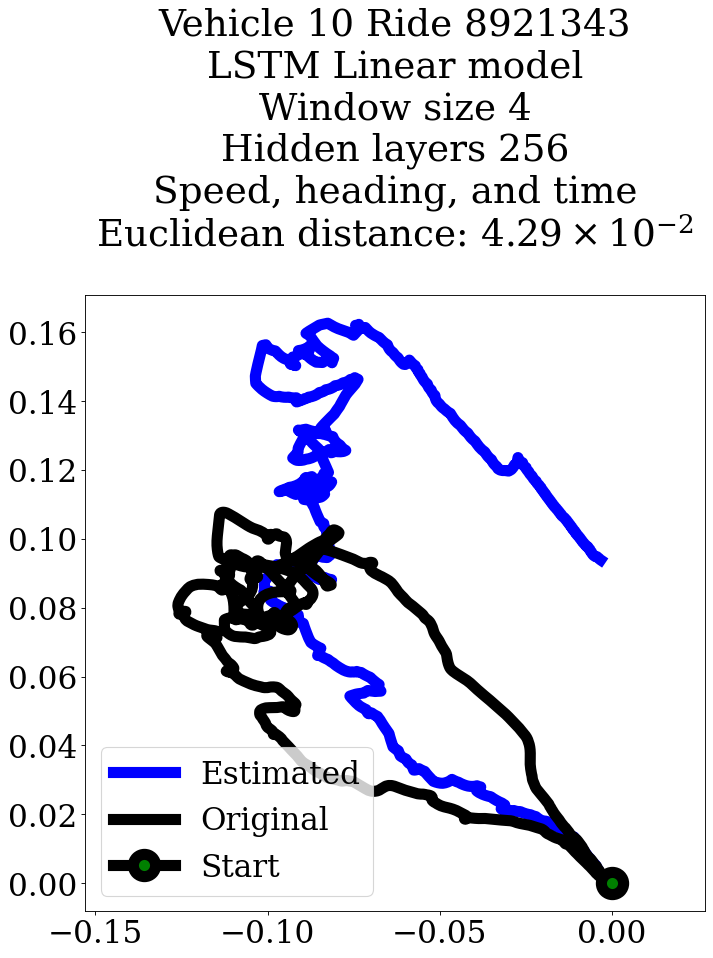 Vehicle 10 Ride 8921343
LSTM Linear model
Window size 4
Hidden layers 256
Speed, heading, and time
Euclidean distance: 4.29 × 10⁻²
0.16
0.14
0.12
0.10
0.08
0.06
0.04
0.02
0.00
Estimated
Original
Start
−0.15 −0.10 −0.05 0.00